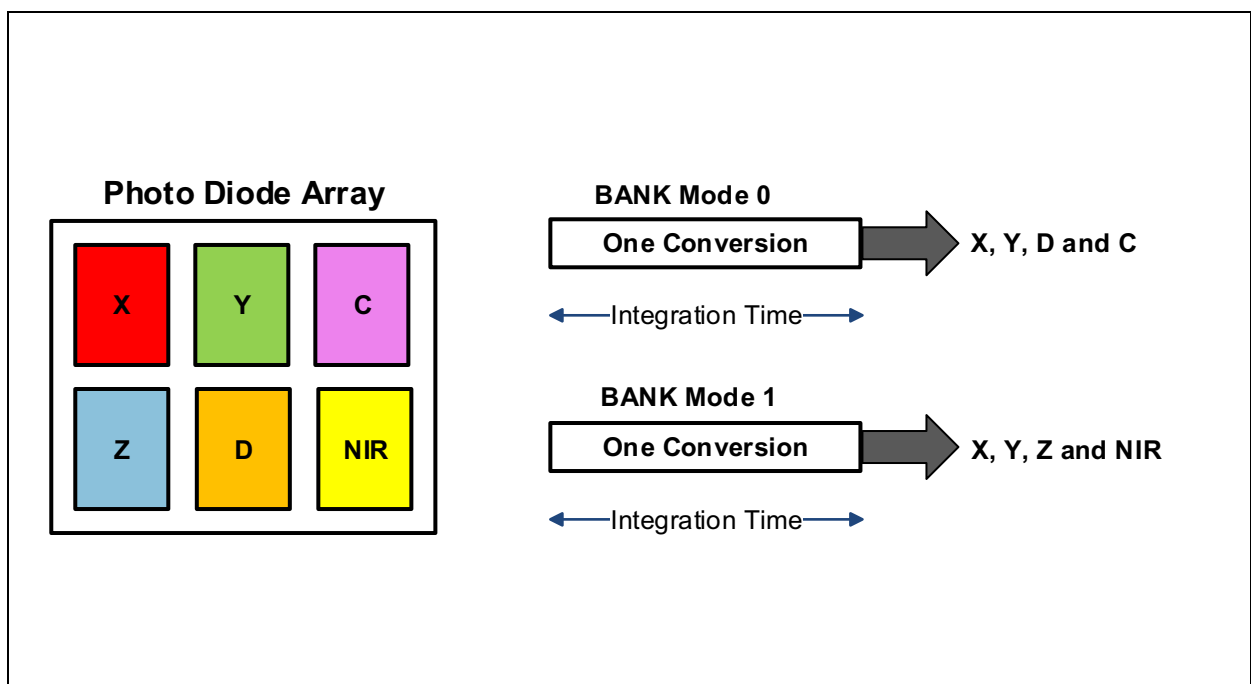 Photo Diode Array
X
Y
C
Z
D
NIR
BANK Mode 0
One Conversion
X, Y, D and C
Integration Time
BANK Mode 1
One Conversion
X, Y, Z and NIR
Integration Time